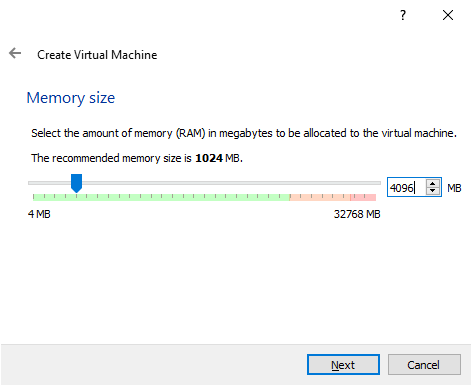 ?
Create Virtual Machine
Memory size
Select the amount of memory (RAM) in megabytes to be allocated to the virtual machine.
The recommended memory size is 1024 MB.
4096 MB
4 MB 32768 MB
Next Cancel